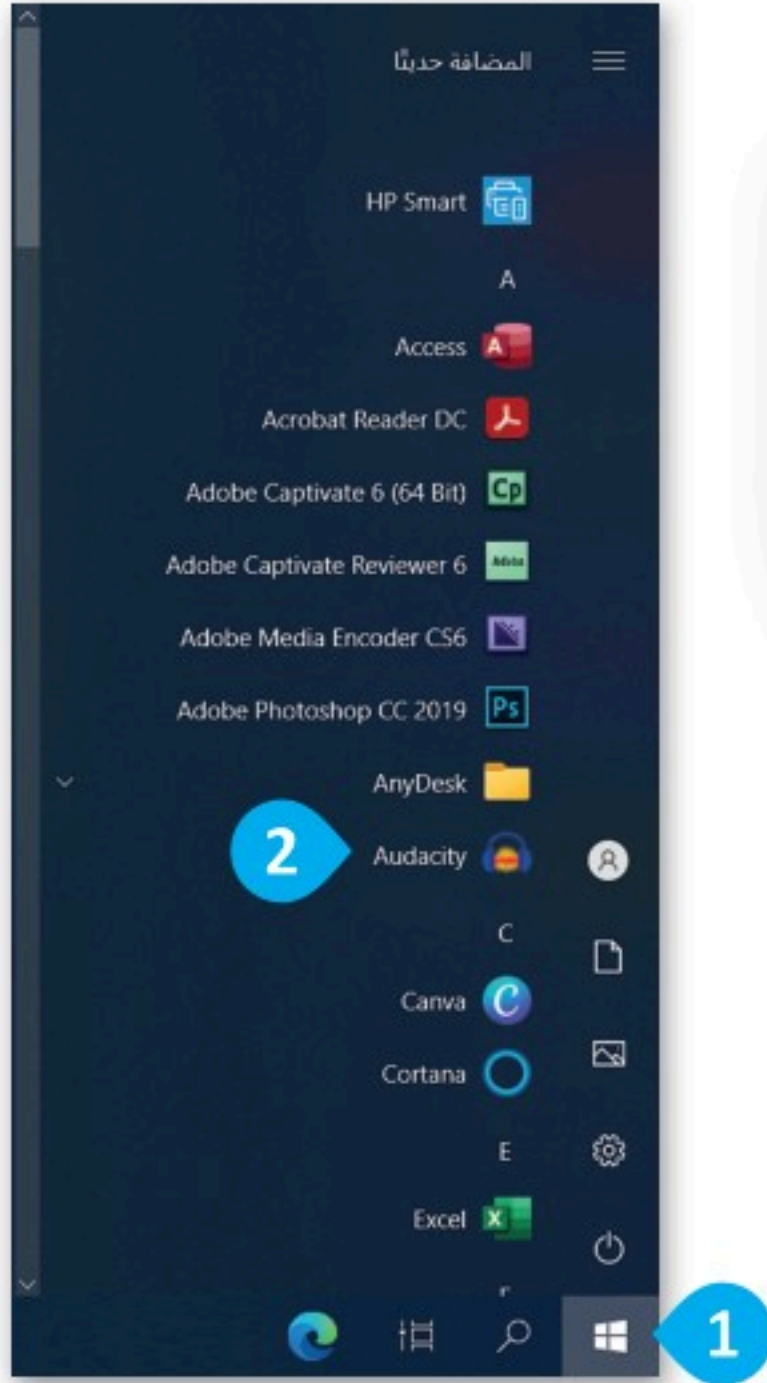 المضافة حديثًا
HP Smart
A
Access
Acrobat Reader DC
Adobe Captivate 6 (64 Bit)
Adobe Captivate Reviewer 6
Adobe Media Encoder CS6
Adobe Photoshop CC 2019
AnyDesk
2
Audacity
C
Canva
Cortana
E
Excel
1